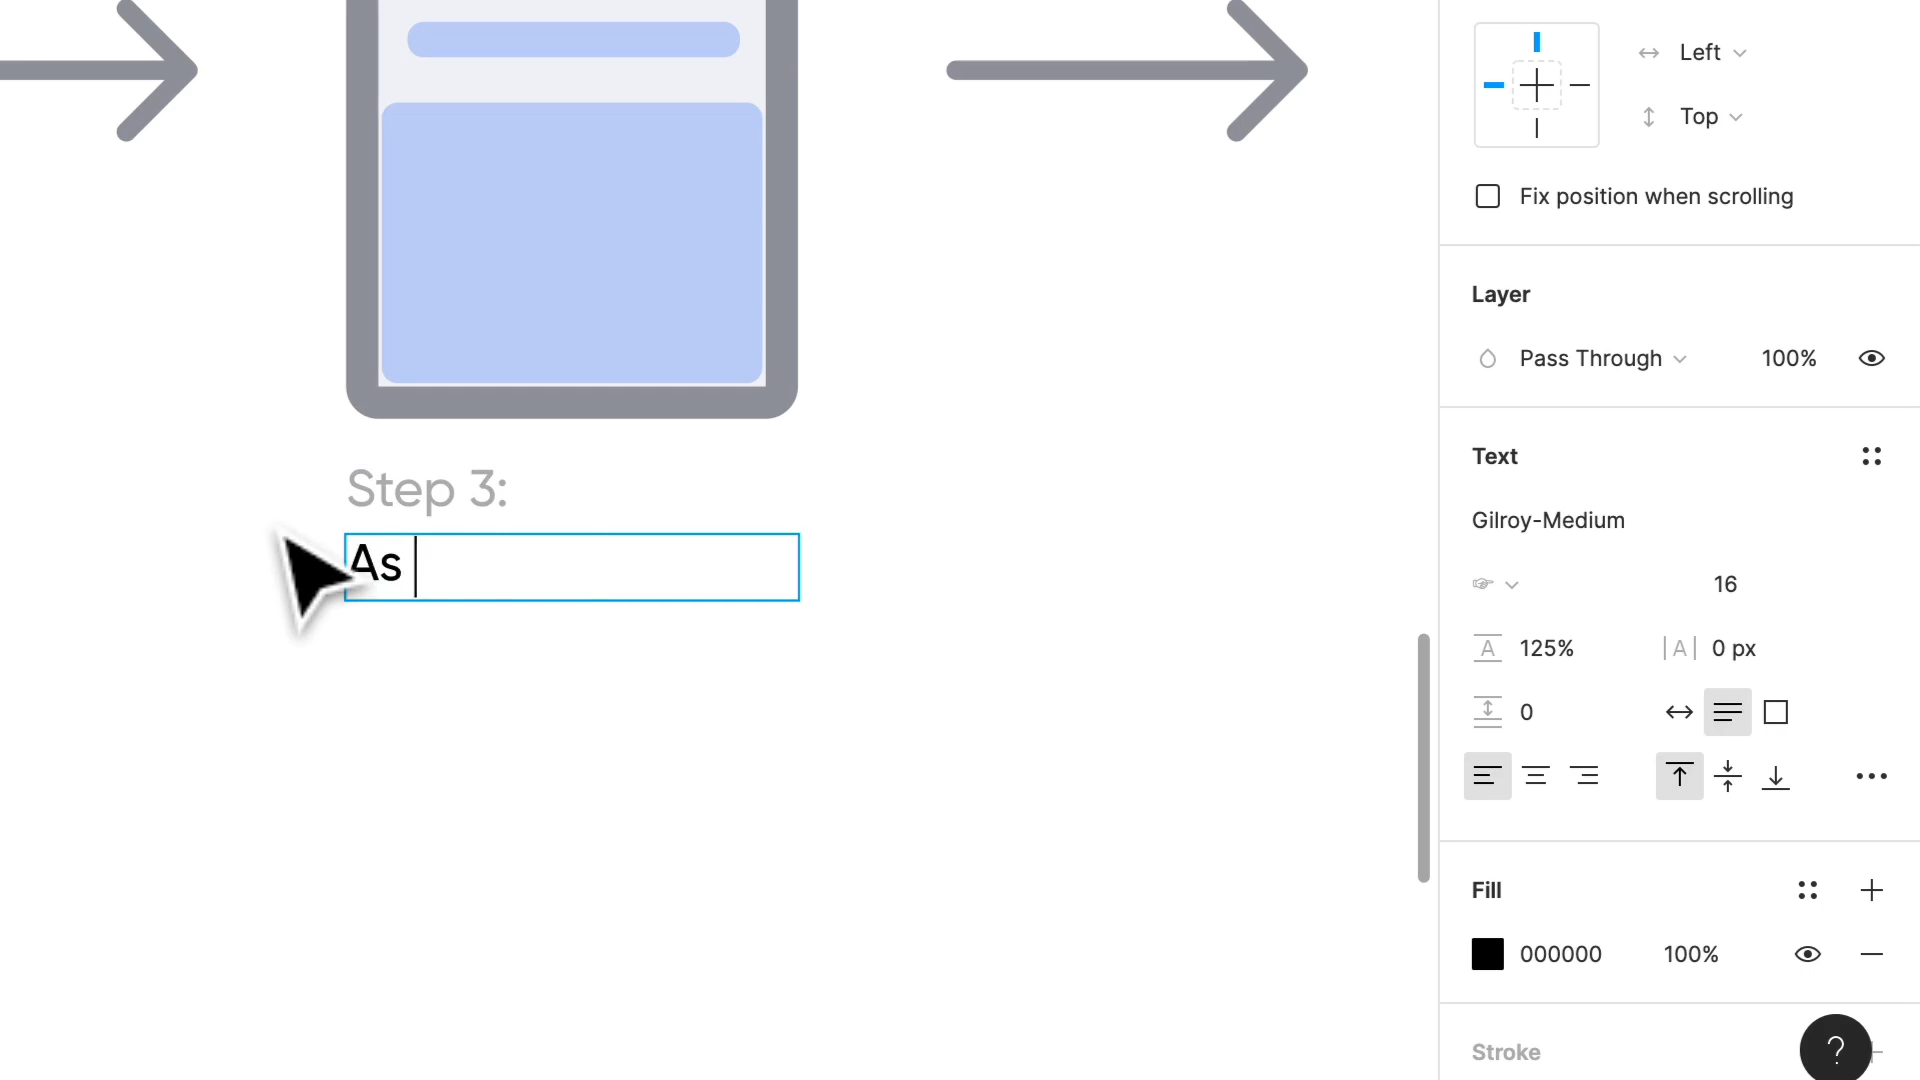 Left
Top
Fix position when scrolling
Layer
Pass Through 100%
Step 3:
As
Text
Gilroy-Medium
16
A 125% |A| 0 px
0
Fill
000000 100%
Stroke
?